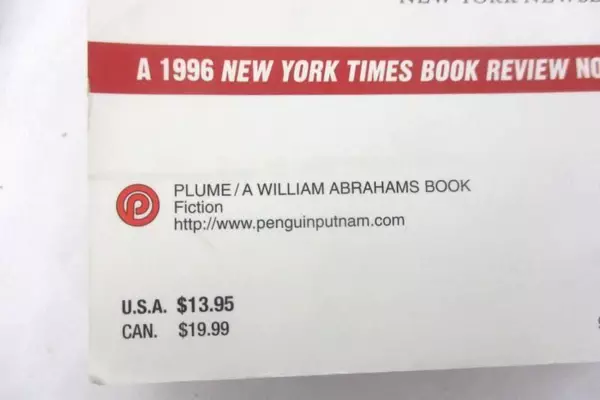 A 1996 NEW YORK TIMES BOOK REVIEW
PLUME/A WILLIAM ABRAHAMS BOOK
Fiction
http://www.penguinputnam.com
U.S.A. $13.95
CAN. $19.99